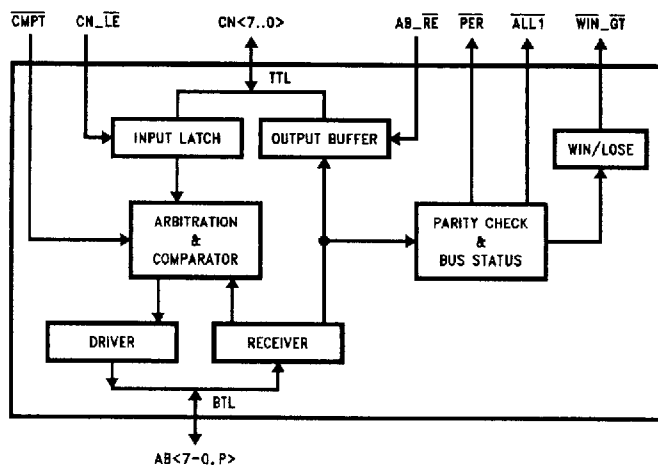 CMPT CN_LE CN<7..0> AB_RE PER ALL1 WIN_GT
TTL
INPUT LATCH OUTPUT BUFFER WIN/LOSE
ARBITRATION
&
COMPARATOR
PARITY CHECK
&
BUS STATUS
DRIVER RECEIVER
BTL
AB<7-0,P>